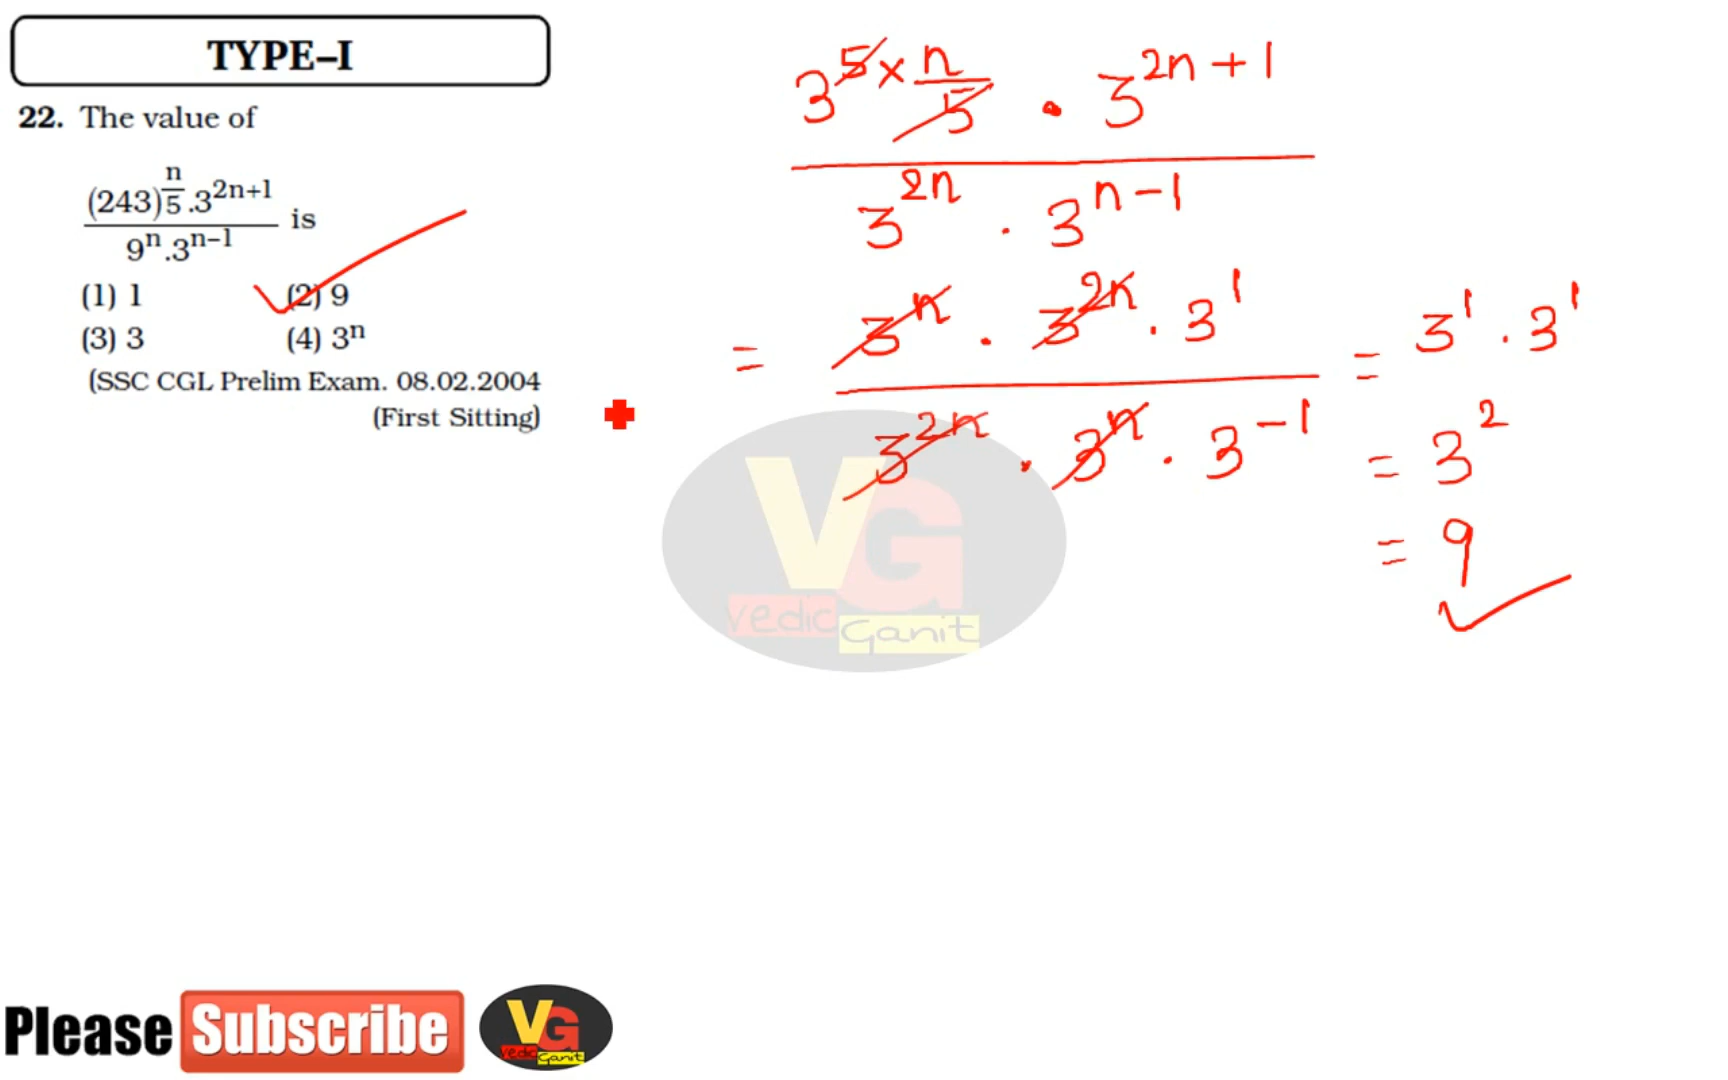 TYPE–I
22. The value of
(243)^(n/5) .3^(2n+1)
9^n .3^(n–1)
is
(1) 1 (2) 9
(3) 3 (4) 3^n
(SSC CGL Prelim Exam. 08.02.2004
(First Sitting)
3^(5 × n/5) . 3^(2n+1)
3^(2n) . 3^(n-1)
= 3^n . 3^(2n) . 3^1
3^(2n) . 3^n . 3^(-1)
= 3^1 . 3^1
= 3^2
= 9
VG
Vedic Ganit
Please Subscribe
VG
Vedic Ganit